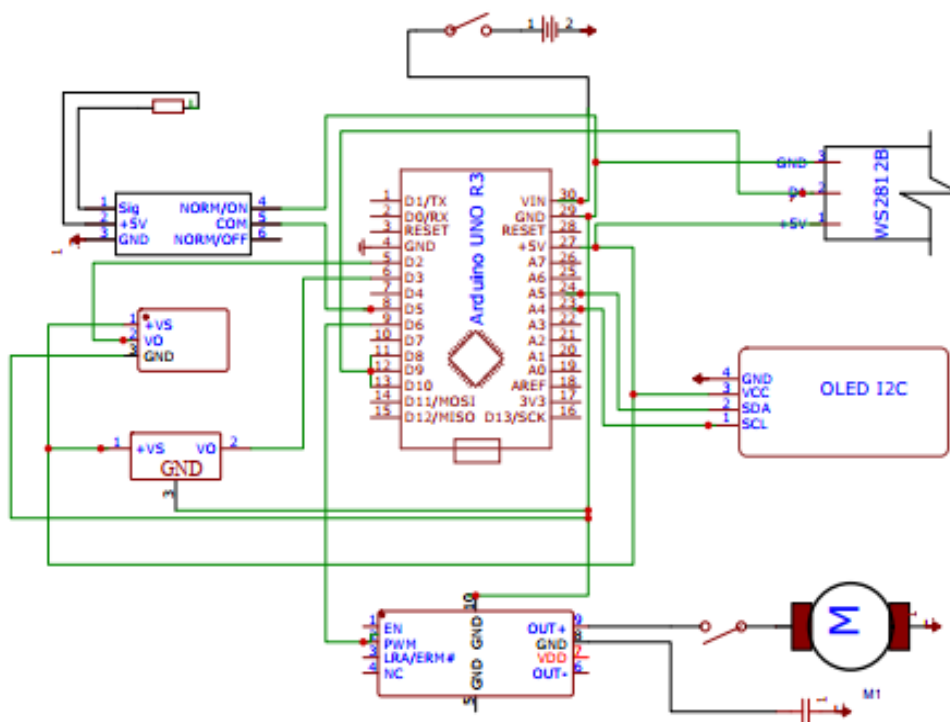 1 2
1 Sig NORM/ON 4
2 +5V COM 5
3 GND NORM/OFF 6
1
Arduino UNO R3
1 D1/TX VIN 30
2 D0/RX GND 29
3 RESET RESET 28
4 GND +5V 27
5 D2 A7 26
6 D3 A6 25
7 D4 A5 24
8 D5 A4 23
9 D6 A3 22
10 D7 A2 21
11 D8 A1 20
12 D9 A0 19
13 D10 AREF 18
14 D11/MOSI 3V3 17
15 D12/MISO D13/SCK 16
GND 3
2
+5V 1
WS2812B
1 +VS
2 VO
3 GND
1 +VS VO 2
GND
3
4 GND
3 VCC
2 SDA
1 SCL
OLED I2C
10
GND
1 EN OUT+ 9
PWM GND 8
3 LRA/ERM# VDD
4 NC OUT- 6
GND
5
M
1
M1
1